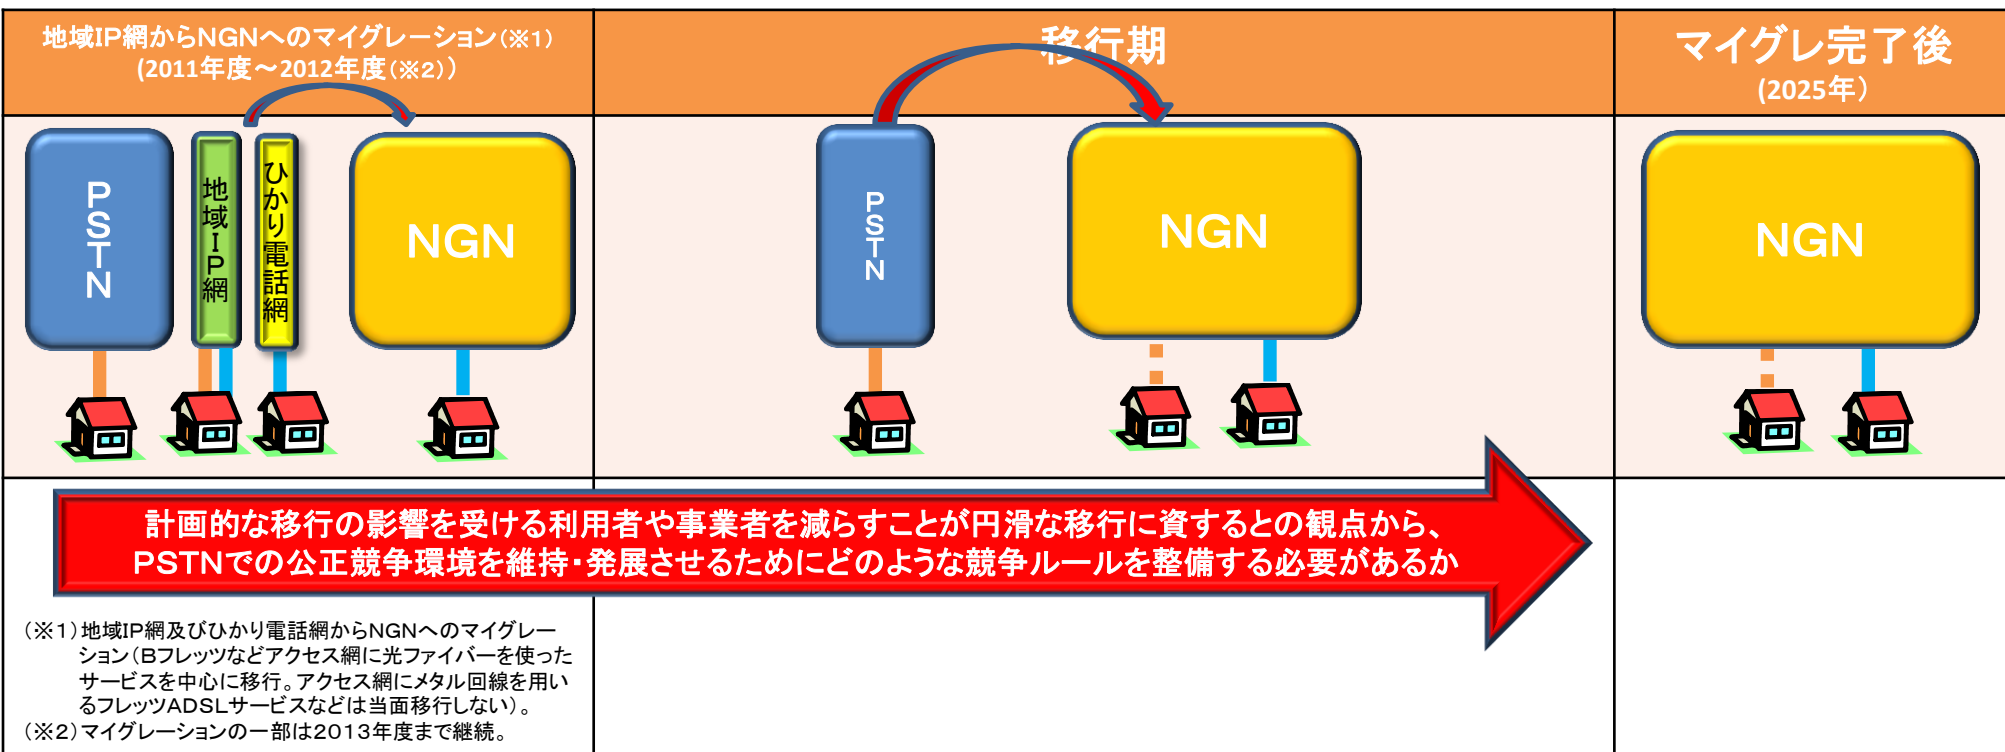 地域IP網からNGNへのマイグレーション(※1)
(2011年度～2012年度(※2))
移行期
マイグレ完了後
(2025年)
PSTN
地域IP網
ひかり電話網
NGN
PSTN
NGN
NGN
計画的な移行の影響を受ける利用者や事業者を減らすことが円滑な移行に資するとの観点から、
PSTNでの公正競争環境を維持・発展させるためにどのような競争ルールを整備する必要があるか
(※1)地域IP網及びひかり電話網からNGNへのマイグレー
ション(Bフレッツなどアクセス網に光ファイバーを使った
サービスを中心に移行。アクセス網にメタル回線を用い
るフレッツADSLサービスなどは当面移行しない)。
(※2)マイグレーションの一部は2013年度まで継続。